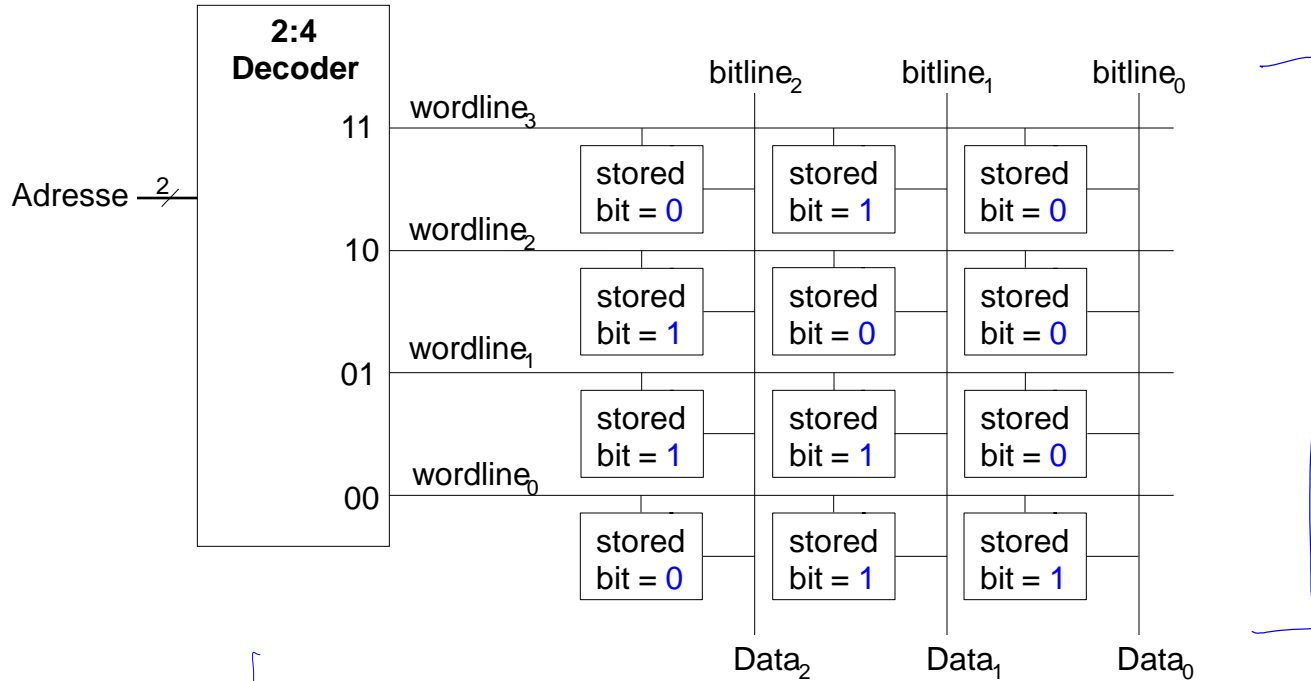 2:4
Decoder
bitline₂ bitline₁ bitline₀
wordline₃
11
stored stored stored
bit = 0 bit = 1 bit = 0
Adresse 2
wordline₂
10
stored stored stored
bit = 1 bit = 0 bit = 0
wordline₁
01
stored stored stored
bit = 1 bit = 1 bit = 0
wordline₀
00
stored stored stored
bit = 0 bit = 1 bit = 1
Data₂ Data₁ Data₀